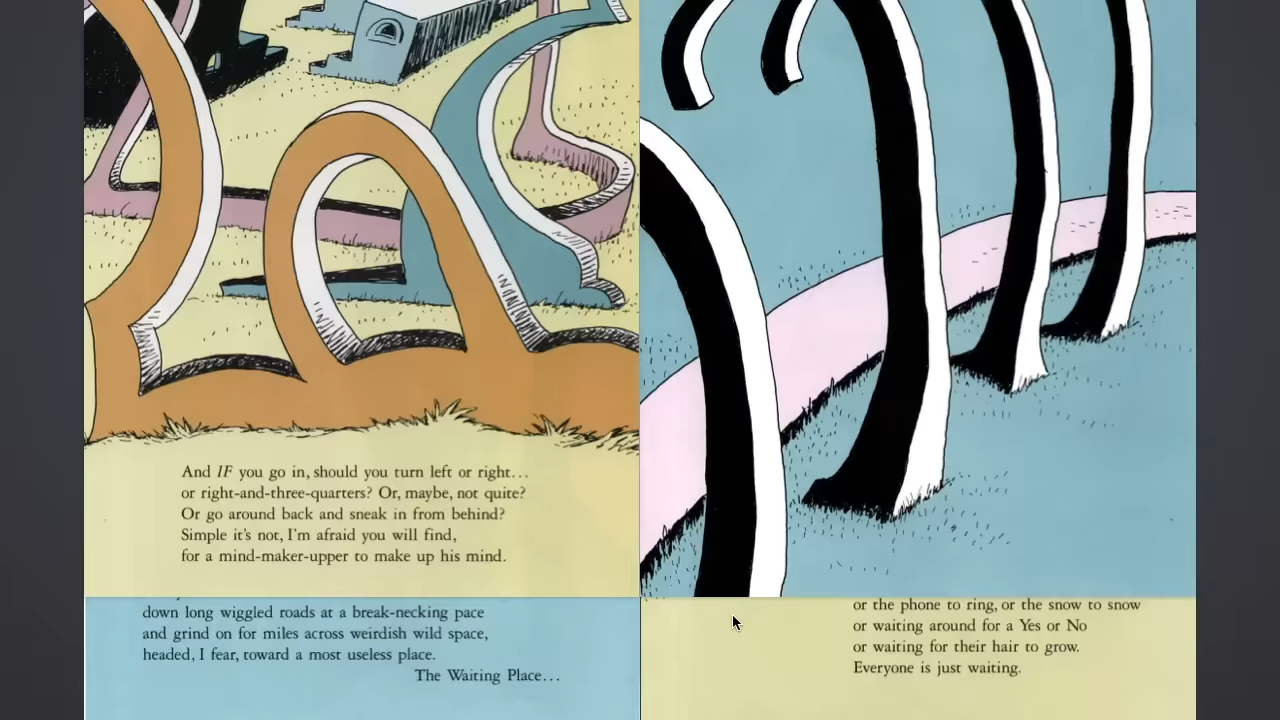 And IF you go in, should you turn left or right...
or right-and-three-quarters? Or, maybe, not quite?
Or go around back and sneak in from behind?
Simple it's not, I'm afraid you will find,
for a mind-maker-upper to make up his mind.
down long wiggled roads at a break-necking pace
and grind on for miles across weirdish wild space,
headed, I fear, toward a most useless place.
The Waiting Place...
or the phone to ring, or the snow to snow
or waiting around for a Yes or No
or waiting for their hair to grow.
Everyone is just waiting.